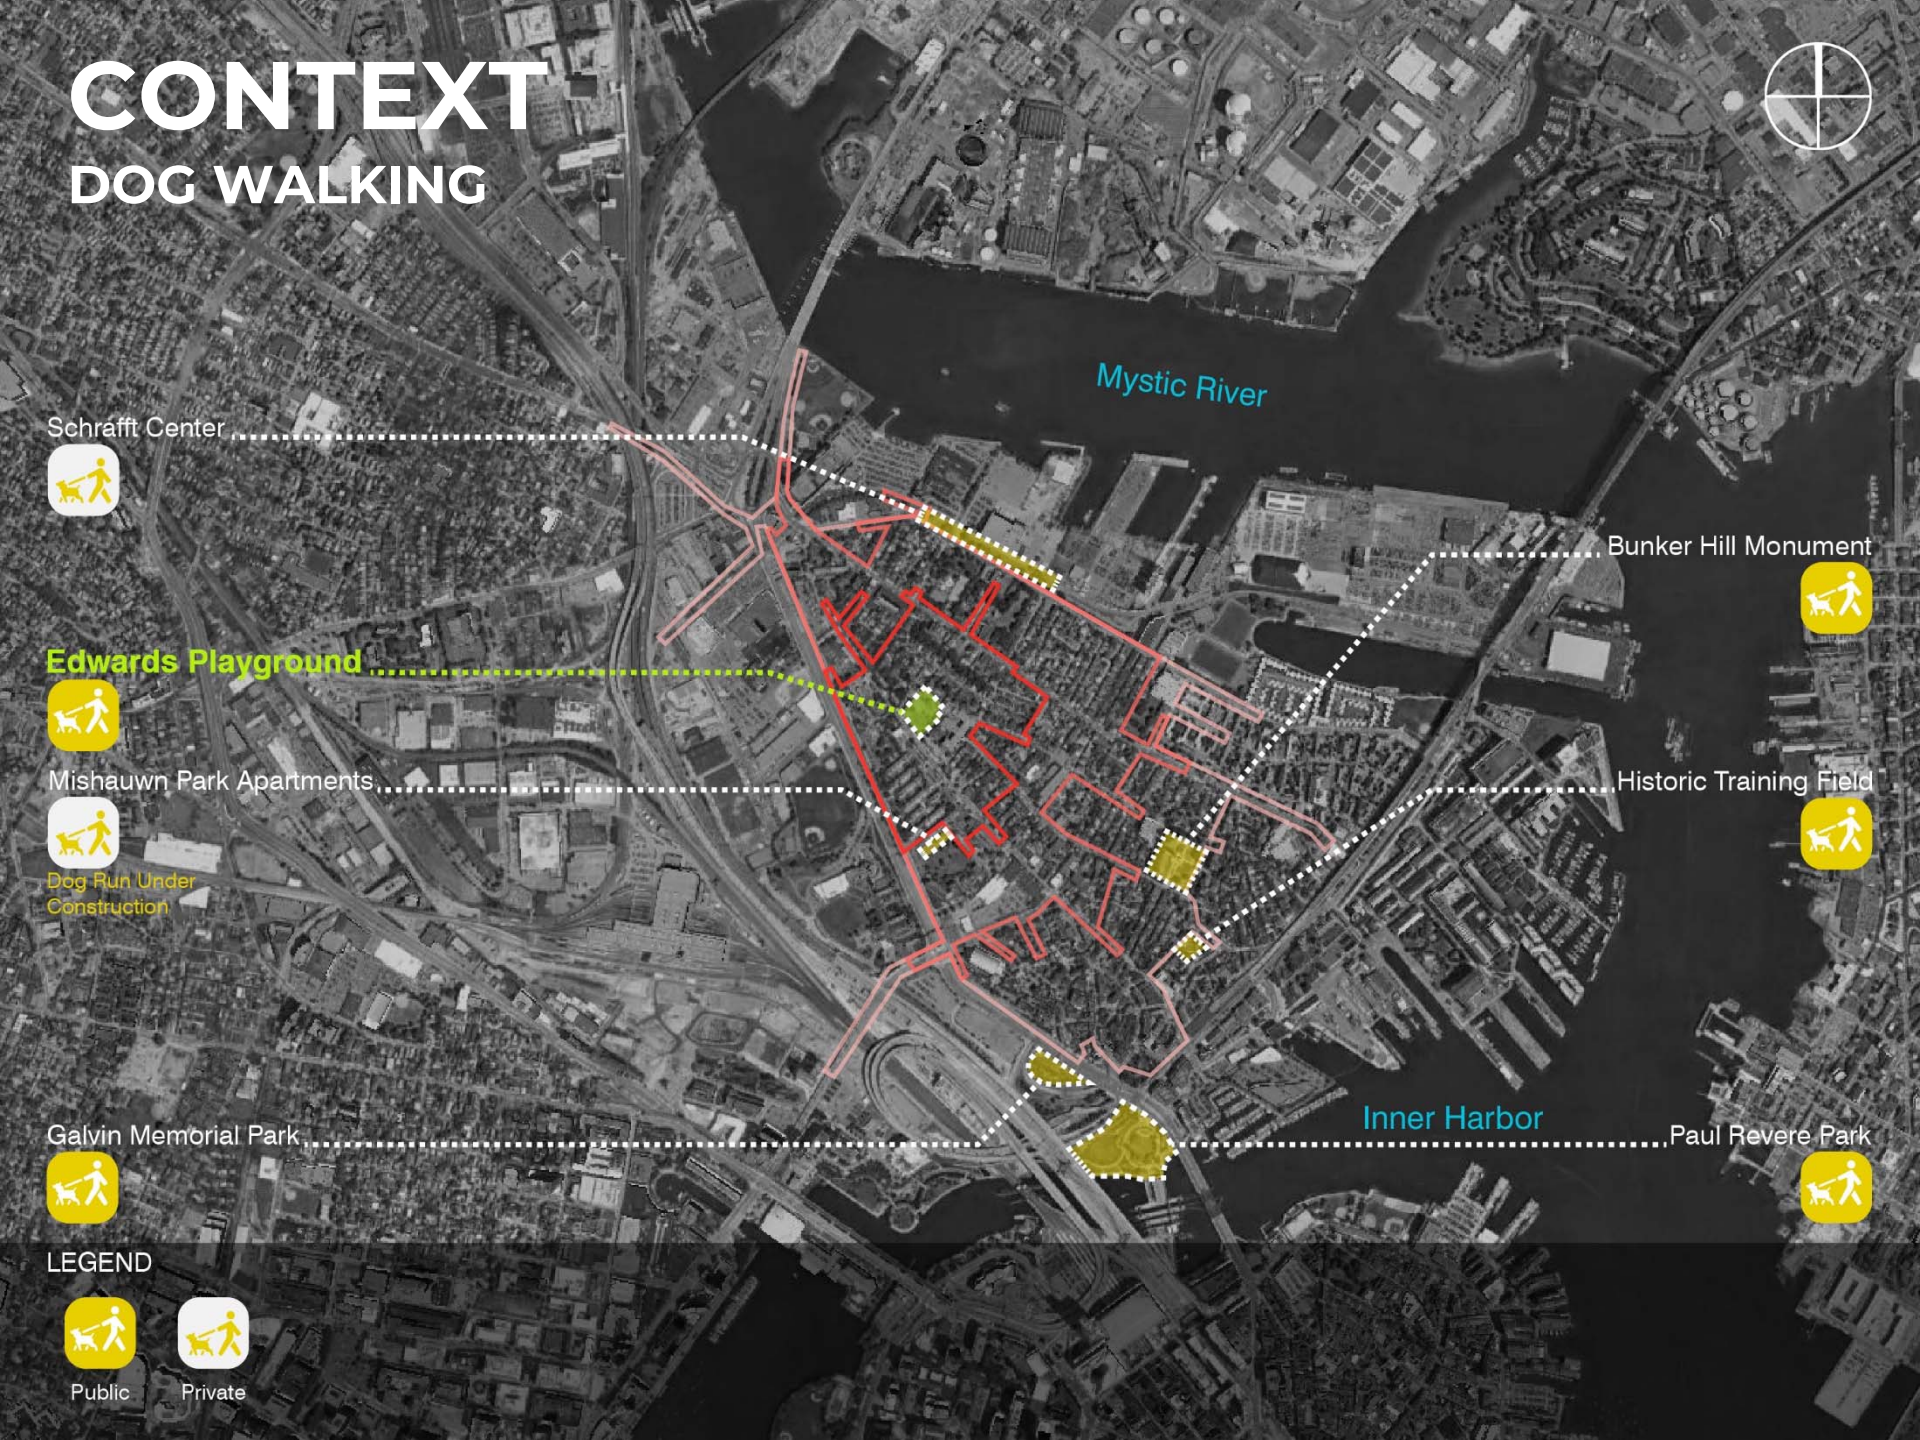 CONTEXT
DOG WALKING
Mystic River
Schrafft Center
Bunker Hill Monument
Edwards Playground
Mishauwn Park Apartments
Historic Training Field
Dog Run Under
Construction
Inner Harbor
Galvin Memorial Park
Paul Revere Park
LEGEND
Public
Private